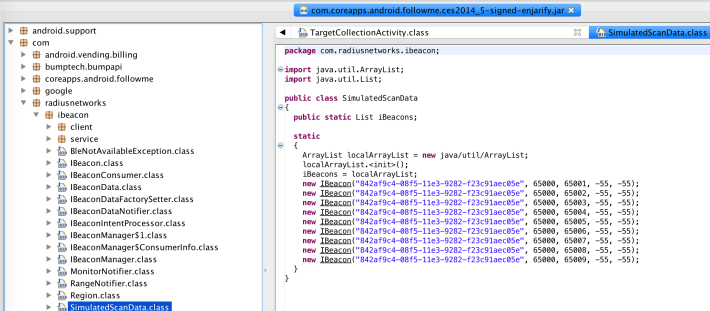 com.coreapps.android.followme.ces2014_5-signed-enjarify.jar
android.support
com
android.vending.billing
bumptech.bumpapi
coreapps.android.followme
google
radiusnetworks
ibeacon
client
service
BleNotAvailableException.class
IBeacon.class
IBeaconConsumer.class
IBeaconData.class
IBeaconDataFactorySetter.class
IBeaconDataNotifier.class
IBeaconIntentProcessor.class
IBeaconManager$1.class
IBeaconManager$ConsumerInfo.class
IBeaconManager.class
MonitorNotifier.class
RangeNotifier.class
Region.class
SimulatedScanData.class
TargetCollectionActivity.class
SimulatedScanData.class
package com.radiusnetworks.ibeacon;
import java.util.ArrayList;
import java.util.List;
public class SimulatedScanData
{
public static List iBeacons;
static
{
ArrayList localArrayList = new java/util/ArrayList;
localArrayList.<init>();
iBeacons = localArrayList;
new IBeacon("842af9c4-08f5-11e3-9282-f23c91aec05e", 65000, 65001, -55, -55);
new IBeacon("842af9c4-08f5-11e3-9282-f23c91aec05e", 65000, 65002, -55, -55);
new IBeacon("842af9c4-08f5-11e3-9282-f23c91aec05e", 65000, 65003, -55, -55);
new IBeacon("842af9c4-08f5-11e3-9282-f23c91aec05e", 65000, 65004, -55, -55);
new IBeacon("842af9c4-08f5-11e3-9282-f23c91aec05e", 65000, 65005, -55, -55);
new IBeacon("842af9c4-08f5-11e3-9282-f23c91aec05e", 65000, 65006, -55, -55);
new IBeacon("842af9c4-08f5-11e3-9282-f23c91aec05e", 65000, 65007, -55, -55);
new IBeacon("842af9c4-08f5-11e3-9282-f23c91aec05e", 65000, 65008, -55, -55);
new IBeacon("842af9c4-08f5-11e3-9282-f23c91aec05e", 65000, 65009, -55, -55);
}
}